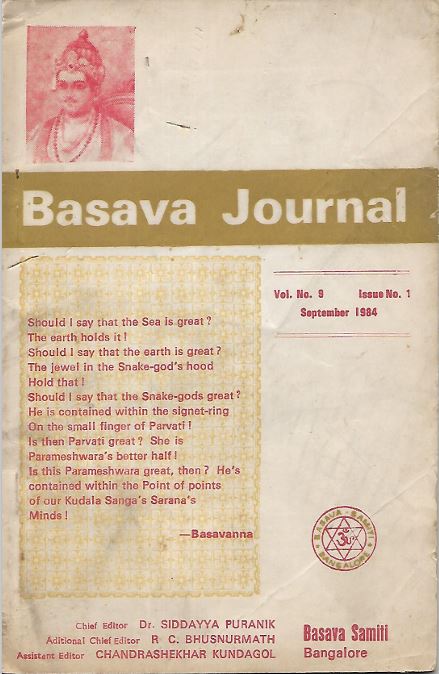 Basava Journal
Vol. No. 9 Issue No. 1
September 1984
Should I say that the Sea is great?
The earth holds it!
Should I say that the earth is great?
The jewel in the Snake-god's hood
Hold that!
Should I say that the Snake-gods great?
He is contained within the signet-ring
On the small finger of Parvati!
Is then Parvati great? She is
Parameshwara's better half!
Is this Parameshwara great, then? He's
contained within the Point of points
of our Kudala Sanga's Sarana's
Minds!
—Basavanna
BASAVA-SAMITI
BANGALORE
Chief Editor Dr. SIDDAYYA PURANIK
Aditional Chief Editor R C. BHUSNURMATH
Assistent Editor CHANDRASHEKHAR KUNDAGOL
Basava Samiti
Bangalore